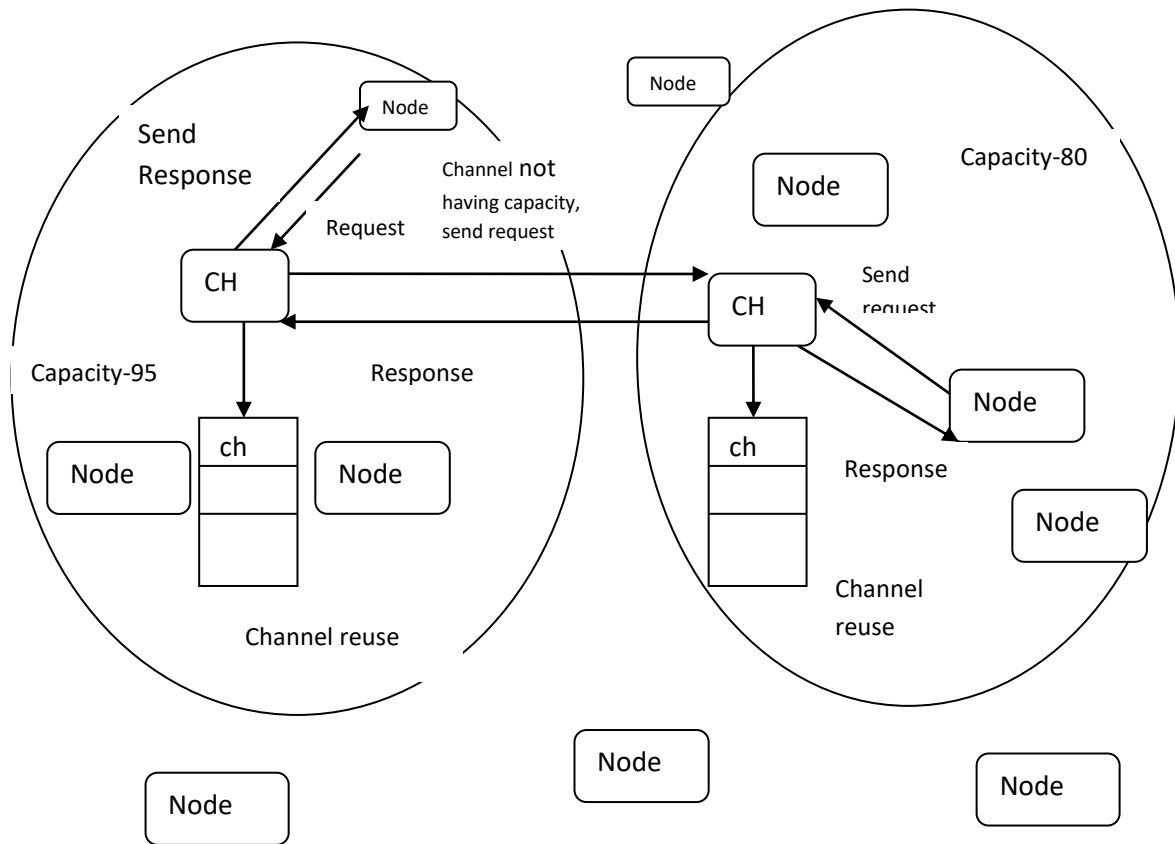 Node
Node
Send
Response
Channel not
having capacity,
send request
Capacity-80
Node
Request
CH
Send
request
CH
Capacity-95
Response
Node
ch
ch
Node
Node
Response
Node
Channel
reuse
Channel reuse
Node
Node
Node